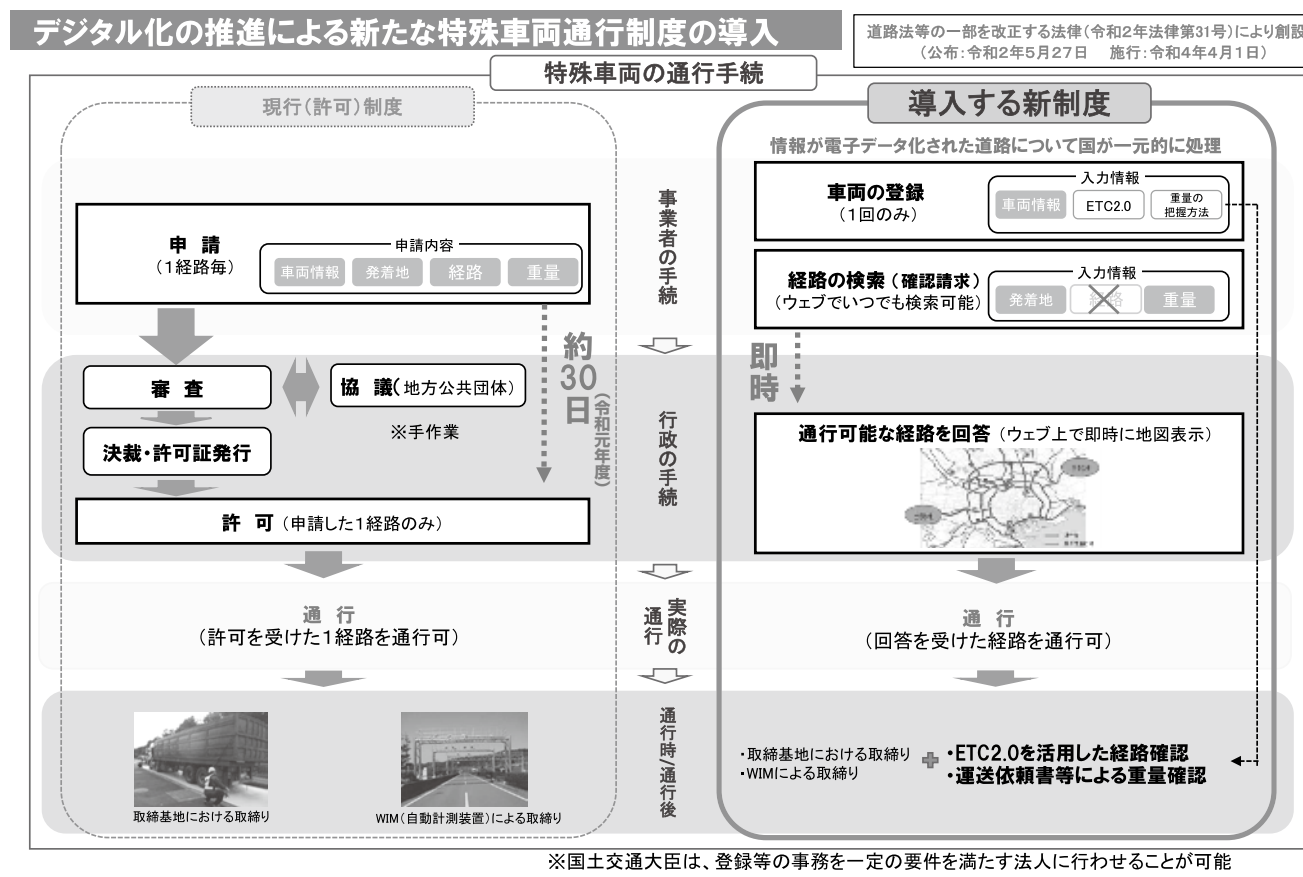 デジタル化の推進による新たな特殊車両通行制度の導入
道路法等の一部を改正する法律(令和2年法律第31号)により創設
(公布:令和2年5月27日 施行:令和4年4月1日)
特殊車両の通行手続
現行(許可)制度
申 請
(1経路毎)
申請内容
車両情報
発着地
経路
重量
審 査
協 議(地方公共団体)
※手作業
決裁・許可証発行
約30日
(令和元年度)
許 可 (申請した1経路のみ)
通 行
(許可を受けた1経路を通行可)
取締基地における取締り
WIM(自動計測装置)による取締り
事業者の手続
行政の手続
実際の
通行
通行時/通行後
導入する新制度
情報が電子データ化された道路について国が一元的に処理
車両の登録
(1回のみ)
入力情報
車両情報
ETC2.0
重量の
把握方法
経路の検索(確認請求)
(ウェブでいつでも検索可能)
入力情報
発着地
経路
重量
即時
通行可能な経路を回答(ウェブ上で即時に地図表示)
通 行
(回答を受けた経路を通行可)
・取締基地における取締り
・WIMによる取締り
・ETC2.0を活用した経路確認
・運送依頼書等による重量確認
※国土交通大臣は、登録等の事務を一定の要件を満たす法人に行わせることが可能